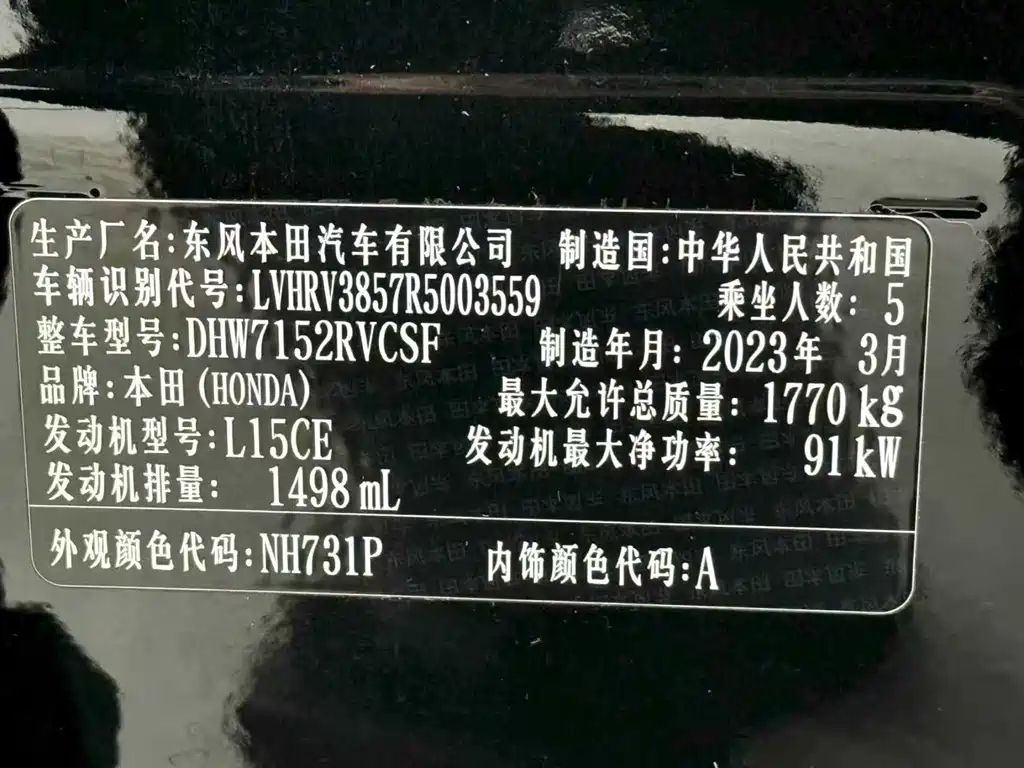 生产厂名:东风本田汽车有限公司 制造国:中华人民共和国
车辆识别代号:LVHRV3857R5003559 乘坐人数: 5
整车型号:DHW7152RVCSF 制造年月: 2023年 3月
品牌:本田(HONDA) 最大允许总质量: 1770 kg
发动机型号:L15CE 发动机最大净功率: 91 kW
发动机排量: 1498 mL
外观颜色代码:NH731P 内饰颜色代码:A